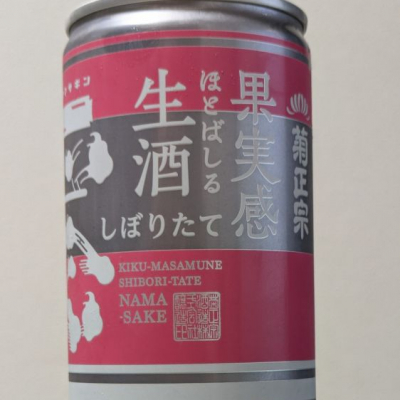 菊正宗
果実感
ほとばしる
生酒
しぼりたて
KIKU-MASAMUNE
SHIBORI-TATE
NAMA
-SAKE